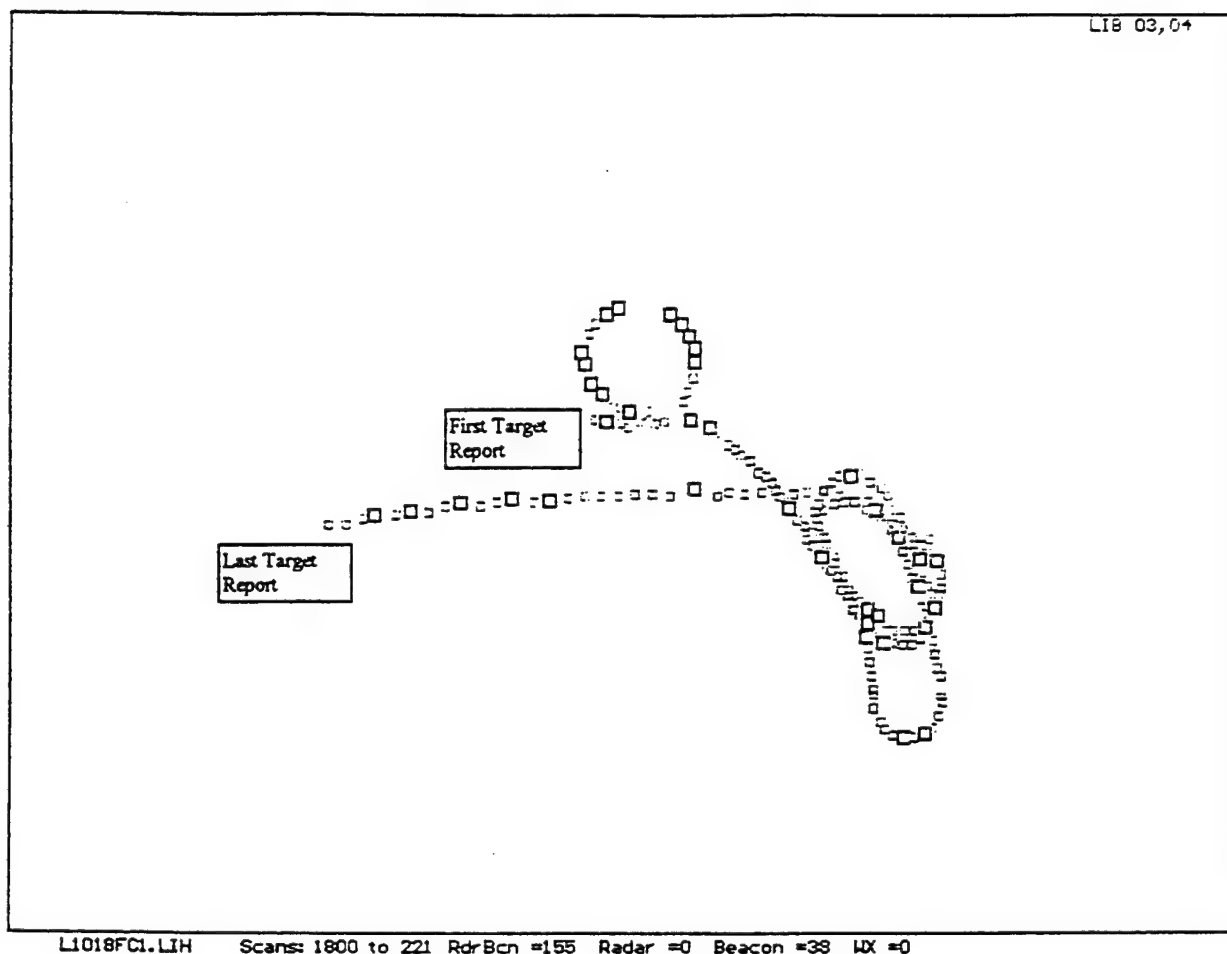 LIB 03,04
First Target
Report
Last Target
Report
L1018FC1.LIH Scans: 1800 to 221 RdrBcn =155 Radar =0 Beacon =38 WX =0